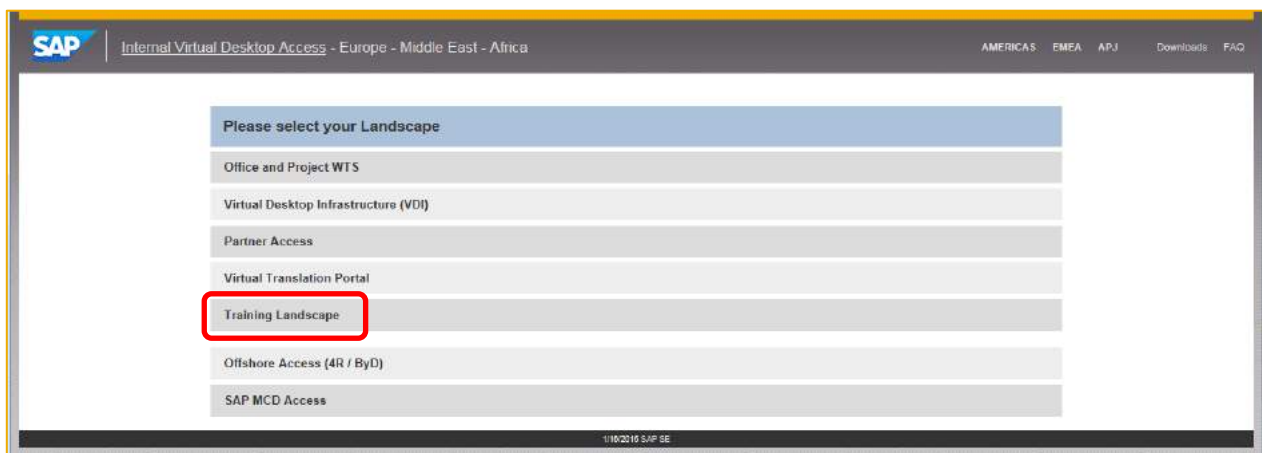 SAP
Internal Virtual Desktop Access - Europe - Middle East - Africa
AMERICAS EMEA APJ Downloads FAQ
Please select your Landscape
Office and Project WTS
Virtual Desktop Infrastructure (VDI)
Partner Access
Virtual Translation Portal
Training Landscape
Offshore Access (4R / ByD)
SAP MCD Access
SAP SE